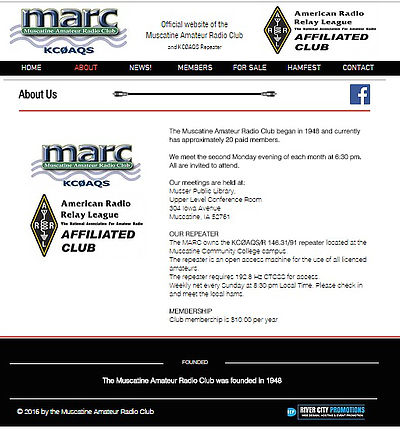 marc
Muscatine Amateur Radio Club
KCØAQS
Official website of the
Muscatine Amateur Radio Club
and KCØAQS Repeater
American Radio
Relay League
The National Association For Amateur Radio
AFFILIATED
CLUB
ARRL
HOME ABOUT NEWS! MEMBERS FOR SALE HAMFEST CONTACT
About Us
f
marc
Muscatine Amateur Radio Club
KCØAQS
American Radio
Relay League
The National Association for Amateur Radio
AFFILIATED
CLUB
ARRL
The Muscatine Amateur Radio Club began in 1948 and currently
has approximately 20 paid members.
We meet the second Monday evening of each month at 6:30 pm.
All are invited to attend.
Our meetings are held at:
Musser Public Library,
Upper Level Conference Room
304 Iowa Avenue
Muscatine, IA 52761
OUR REPEATER
The MARC owns the KCØAQS/R 146.31/91 repeater located at the
Muscatine Community College campus.
The repeater is an open access machine for the use of all licensed
amateurs.
The repeater requires 192.8 Hz CTCSS for access.
Weekly net every Sunday at 8:30 pm Local Time. Please check in
and meet the local hams.
MEMBERSHIP
Club membership is $10.00 per year
FOUNDED
The Muscatine Amateur Radio Club was founded in 1948
© 2016 by the Muscatine Amateur Radio Club
RIVER CITY PROMOTIONS
WEB DESIGN, HOSTING & EVENT PROMOTION